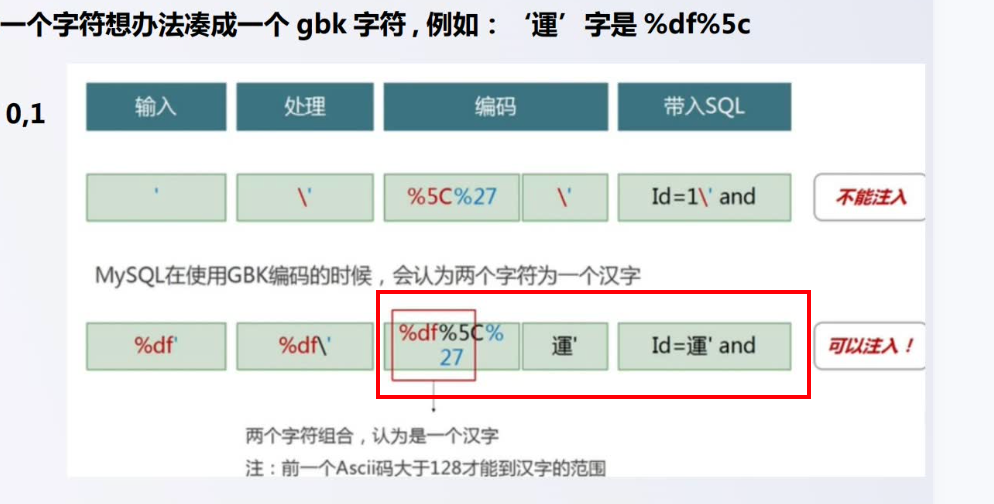 一个字符想办法凑成一个 gbk 字符 , 例如： ‘運’字是 %df%5c
0,1
输入 处理 编码 带入SQL
' \' %5C%27 \' Id=1\' and 不能注入
MySQL在使用GBK编码的时候，会认为两个字符为一个汉字
%df' %df\' %df%5C%
27 運' Id=運' and 可以注入！
两个字符组合，认为是一个汉字
注：前一个Ascii码大于128才能到汉字的范围